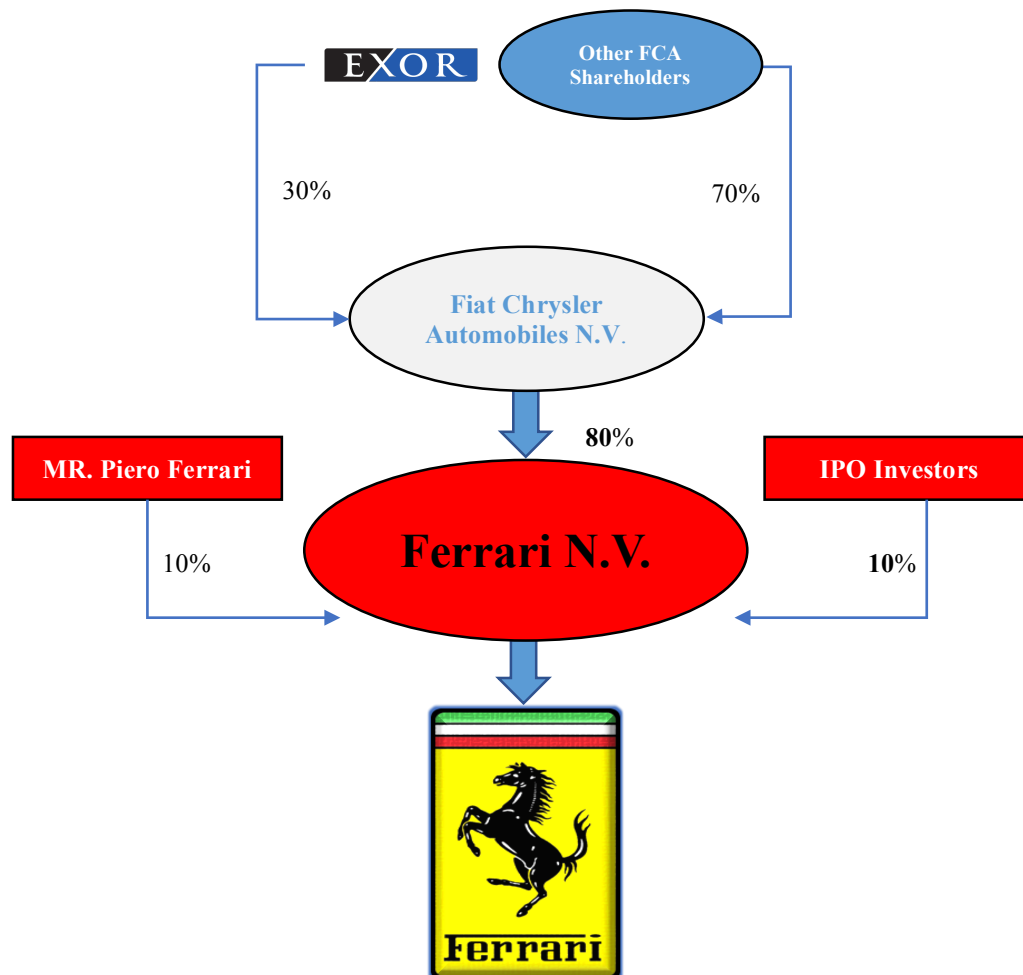 EXOR
Other FCA
Shareholders
30%
70%
Fiat Chrysler
Automobiles N.V.
80%
MR. Piero Ferrari
IPO Investors
10%
Ferrari N.V.
10%
Ferrari